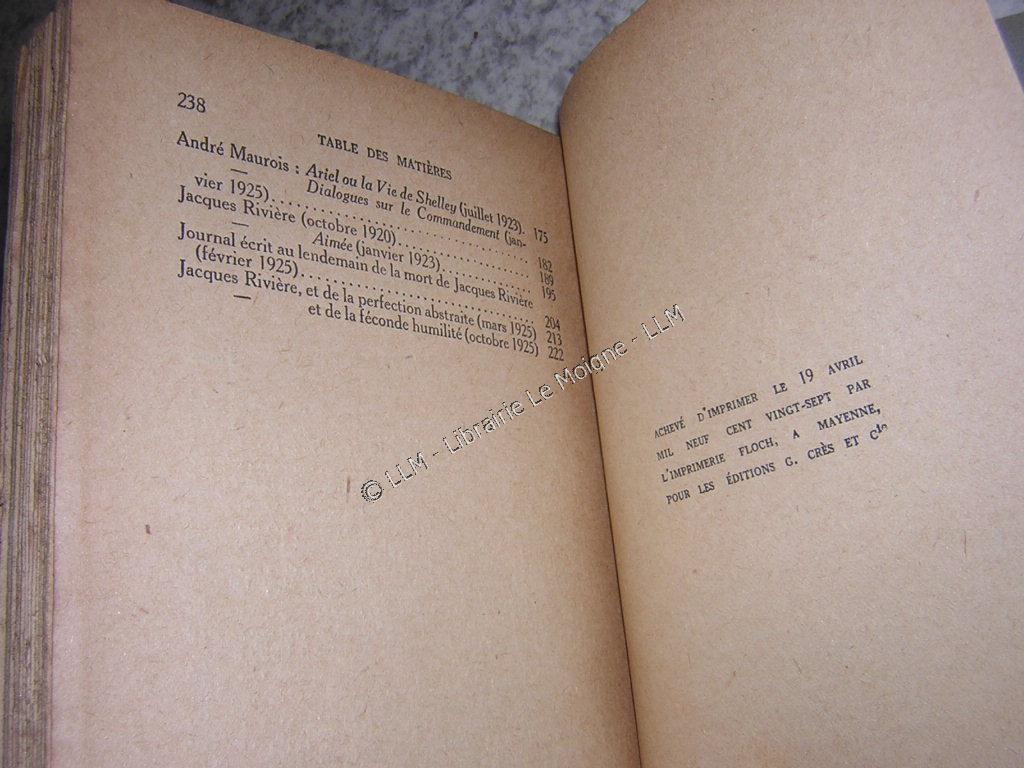 238
TABLE DES MATIÈRES
André Maurois : Ariel ou la Vie de Shelley (juillet 1923). 175
— Dialogues sur le Commandement (jan-
vier 1925)........................ 182
Jacques Rivière (octobre 1920)........................ 189
— Aimée (janvier 1923)........................ 195
Journal écrit au lendemain de la mort de Jacques Rivière
(février 1925)........................ 204
Jacques Rivière, et de la perfection abstraite (mars 1925) 213
— et de la féconde humilité (octobre 1925) 222
ACHEVÉ D'IMPRIMER LE 19 AVRIL
MIL NEUF CENT VINGT-SEPT PAR
L'IMPRIMERIE FLOCH, A MAYENNE,
POUR LES ÉDITIONS G. CRÈS ET Cie
© LLM - Librairie Le Moigne - LLM